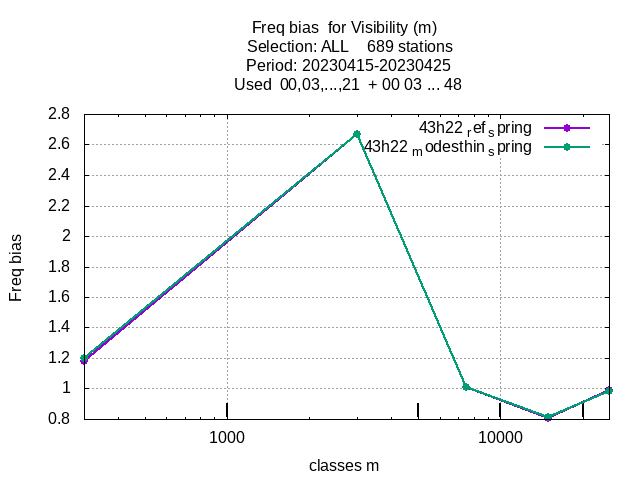 Freq bias  for Visibility (m)
Selection: ALL    689 stations
Period: 20230415-20230425
Used  00,03,...,21  + 00 03 ... 48
43h22 ref spring
43h22 modesthin spring
2.8
2.6
2.4
2.2
2
1.8
1.6
1.4
1.2
1
0.8
Freq bias
1000
10000
classes m